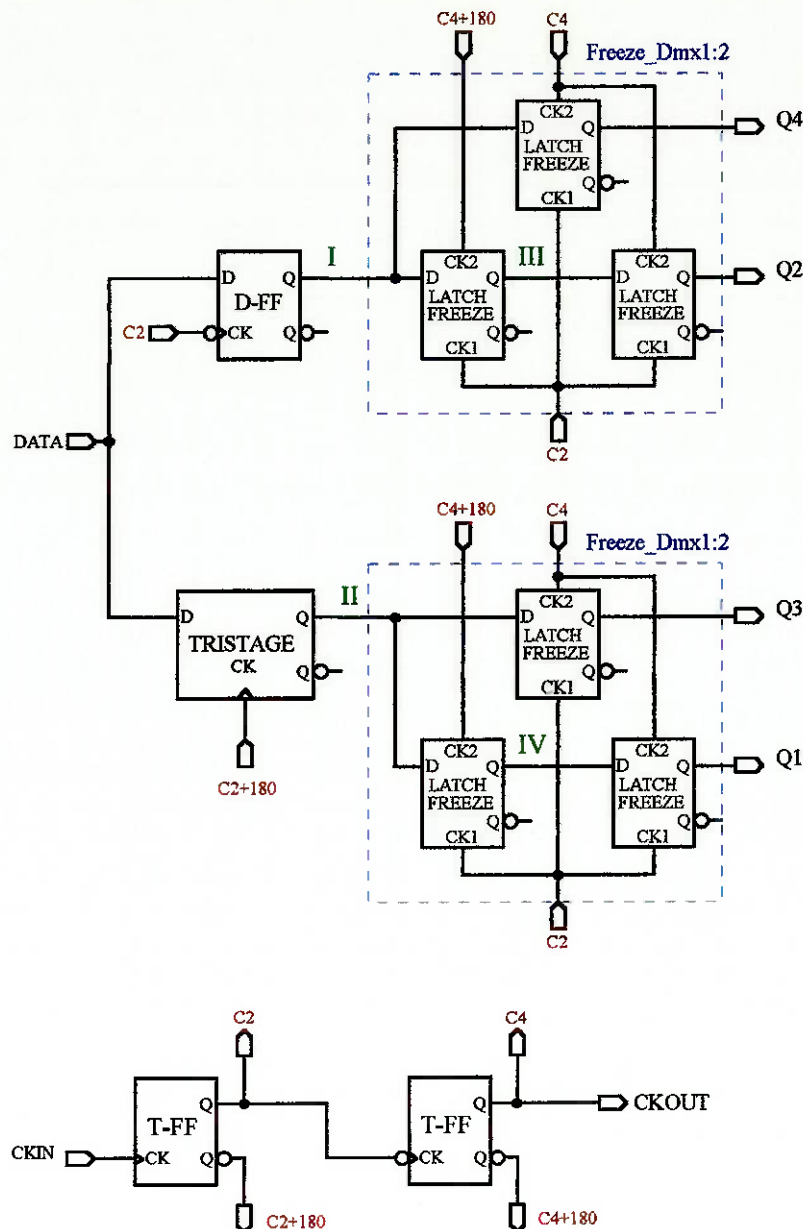 C4+180 C4
Freeze_Dmx1:2
CK2
D Q
LATCH
FREEZE
Q
CK1
Q4
I
D Q
D-FF
CK
Q
C2
CK2
D Q
LATCH
FREEZE
Q
CK1
III
CK2
D Q
LATCH
FREEZE
Q
CK1
Q2
C2
DATA
C4+180 C4
Freeze_Dmx1:2
CK2
D Q
LATCH
FREEZE
Q
CK1
Q3
II
D Q
TRISTAGE
CK
Q
C2+180
CK2
D Q
LATCH
FREEZE
Q
CK1
IV
CK2
D Q
LATCH
FREEZE
Q
CK1
Q1
C2
C2 C4
Q
T-FF
CKIN
CK
Q
C2+180
Q
T-FF
CK
Q
C4+180
CKOUT